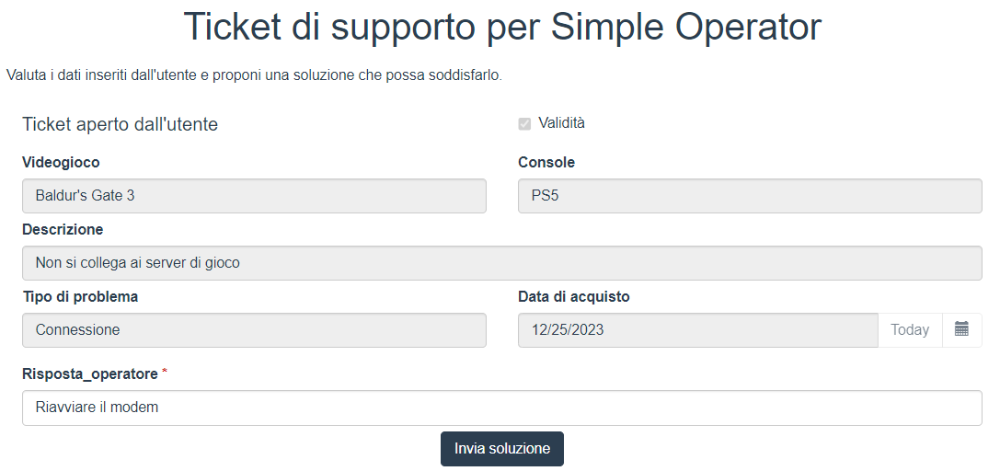 Ticket di supporto per Simple Operator
Valuta i dati inseriti dall'utente e proponi una soluzione che possa soddisfarlo.
Ticket aperto dall'utente
Validità
Videogioco
Console
Baldur's Gate 3
PS5
Descrizione
Non si collega ai server di gioco
Tipo di problema
Data di acquisto
Connessione
12/25/2023
Today
Risposta_operatore *
Riavviare il modem
Invia soluzione